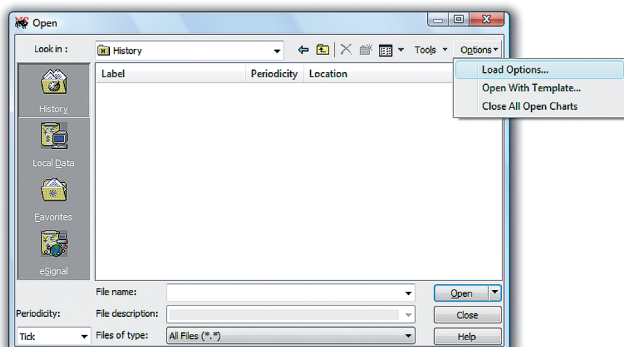 Open
Look in :
History
Tools
Options
Load Options...
Open With Template...
Close All Open Charts
Label Periodicity Location
History
Local Data
Favorites
eSignal
File name:
Open
Periodicity:
File description:
Close
Tick
Files of type:
All Files (*.*)
Help